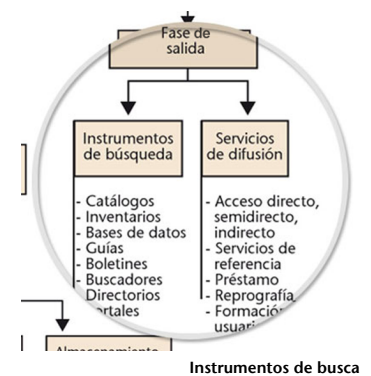 Fase de
salida
Instrumentos
de búsqueda
- Catálogos
- Inventarios
- Bases de datos
- Guías
- Boletines
- Buscadores
Directorios
Servicios
de difusión
- Acceso directo,
semidirecto,
indirecto
- Servicios de
referencia
- Préstamo
- Reprografía,
Almacenamiento
Instrumentos de busca